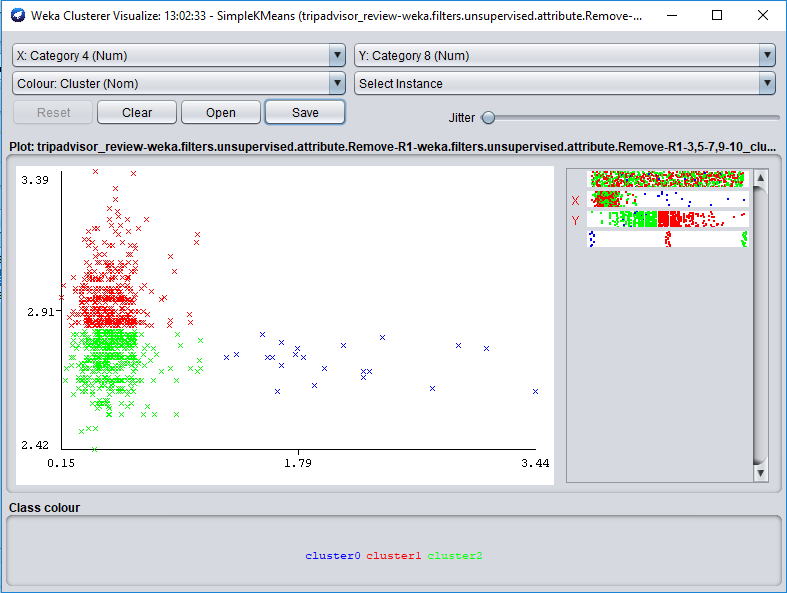 Weka Clusterer Visualize: 13:02:33 - SimpleKMeans (tripadvisor_review-weka.filters.unsupervised.attribute.Remove-...
X: Category 4 (Num) Y: Category 8 (Num)
Colour: Cluster (Nom) Select Instance
Reset Clear Open Save Jitter
Plot: tripadvisor_review-weka.filters.unsupervised.attribute.Remove-R1-weka.filters.unsupervised.attribute.Remove-R1-3,5-7,9-10_clu...
3.39
2.91
2.42
0.15 1.79 3.44
X
Y
Class colour
cluster0 cluster1 cluster2